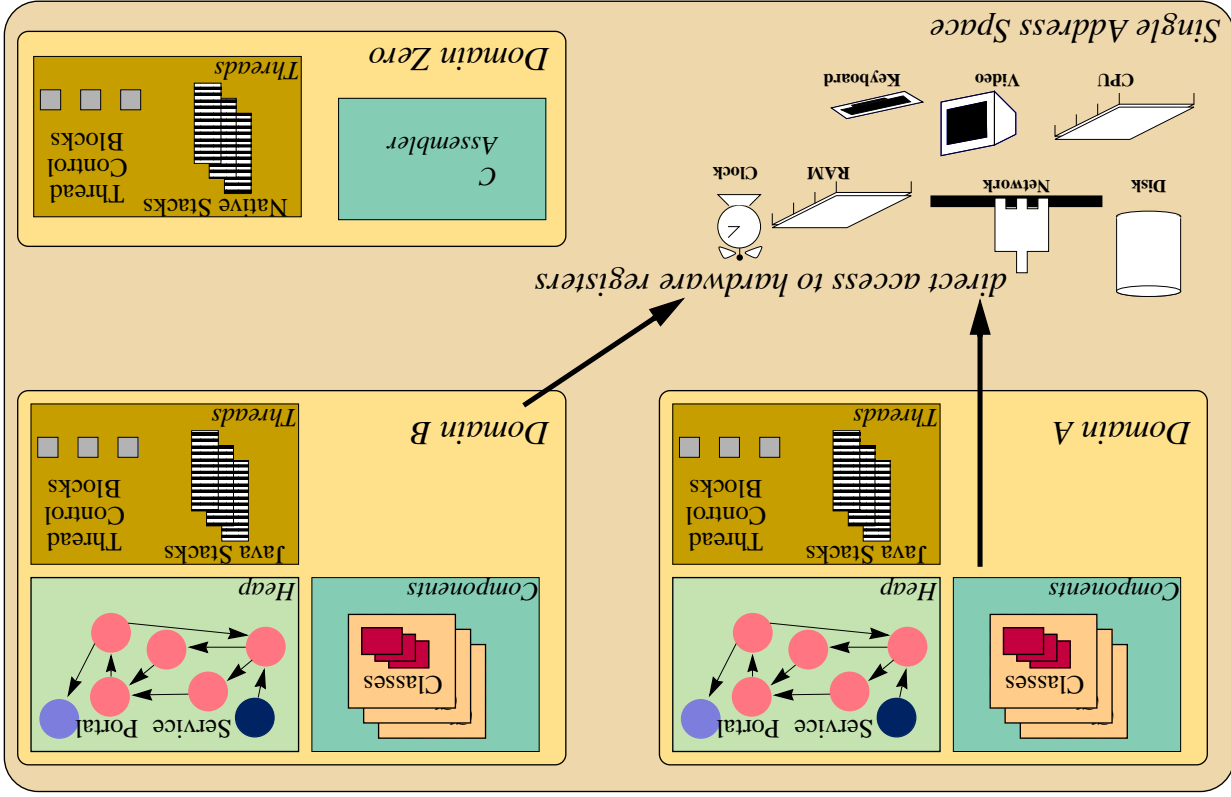 Classes
Components
Service Portal
Heap
Domain A
Java Stacks
Thread
Control
Blocks
Threads
Classes
Components
Service Portal
Heap
Domain B
Java Stacks
Thread
Control
Blocks
Threads
direct access to hardware registers
Disk
Network
RAM
Clock
CPU
Video
Keyboard
Single Address Space
C
Assembler
Domain Zero
Native Stacks
Thread
Control
Blocks
Threads